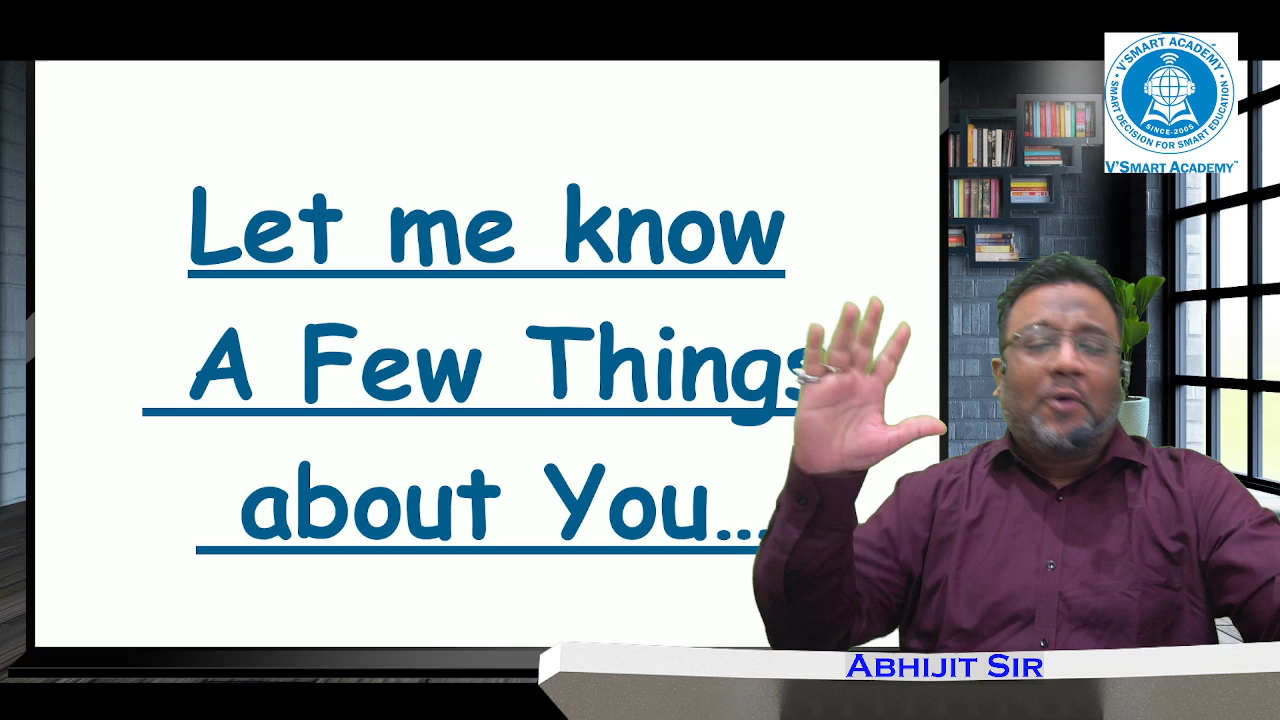 Let me know
A Few Things
about You...
V'SMART ACADEMY
SMART DECISION FOR SMART EDUCATION
SINCE-2005
V'SMART ACADEMY™
ABHIJIT SIR